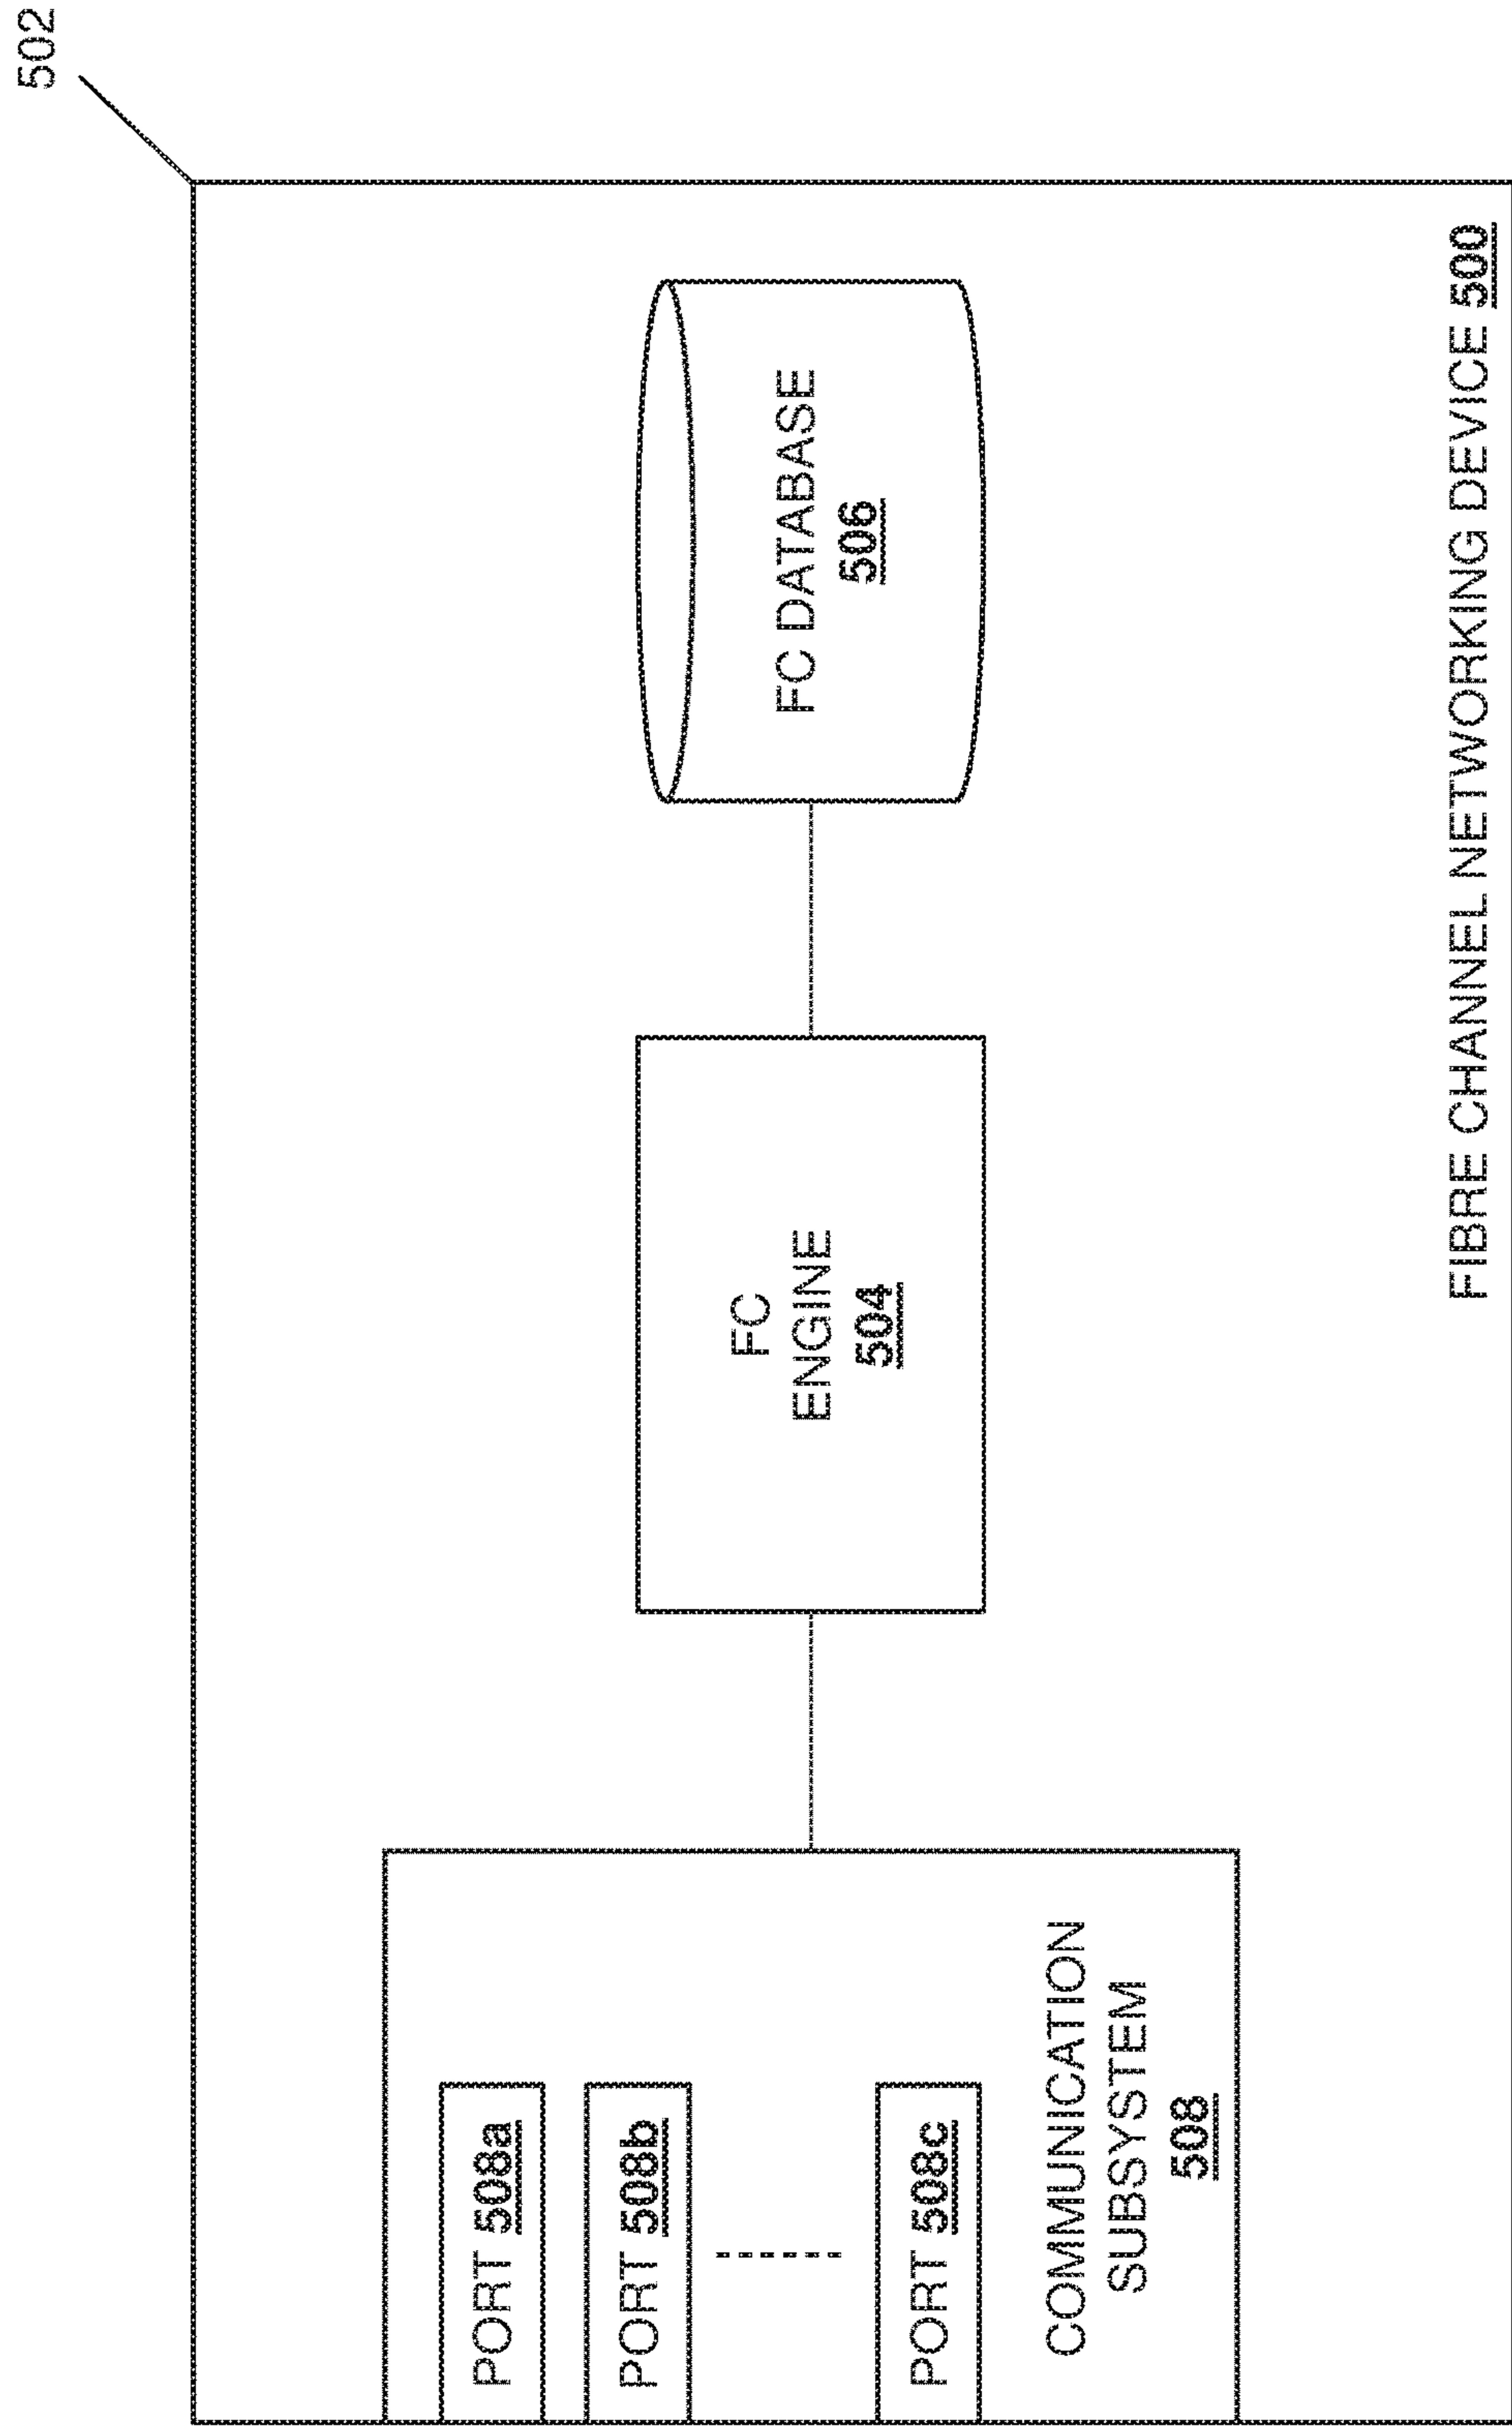 502
PORT 508a
PORT 508b
PORT 508c
COMMUNICATION
SUBSYSTEM
508
FC
ENGINE
504
FC DATABASE
506
FIBRE CHANNEL NETWORKING DEVICE 500